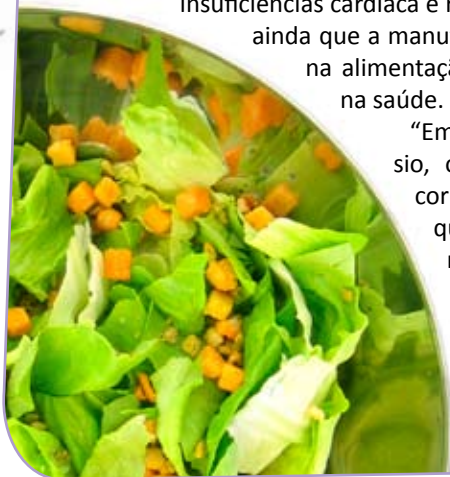 insuficiências cardíaca e
ainda que a manu
na alimentaçã
na saúde.
“Em
sio, c
cor
qu